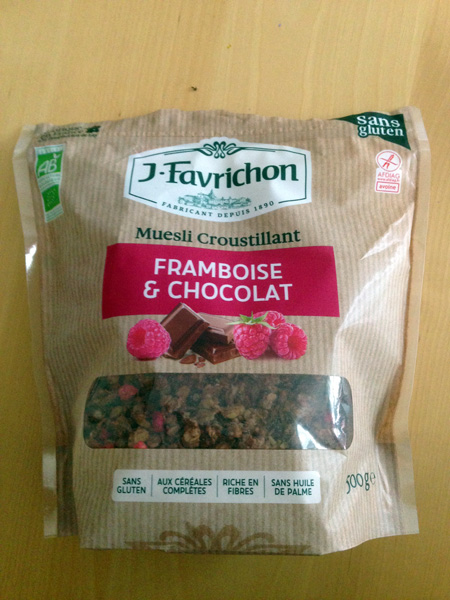 sans
gluten
AB
J.Favrichon
FABRICANT DEPUIS 1890
AFDIAG
avoine
Muesli Croustillant
FRAMBOISE
& CHOCOLAT
SANS
GLUTEN
AUX CÉRÉALES
COMPLÈTES
RICHE EN
FIBRES
SANS HUILE
DE PALME
500g e